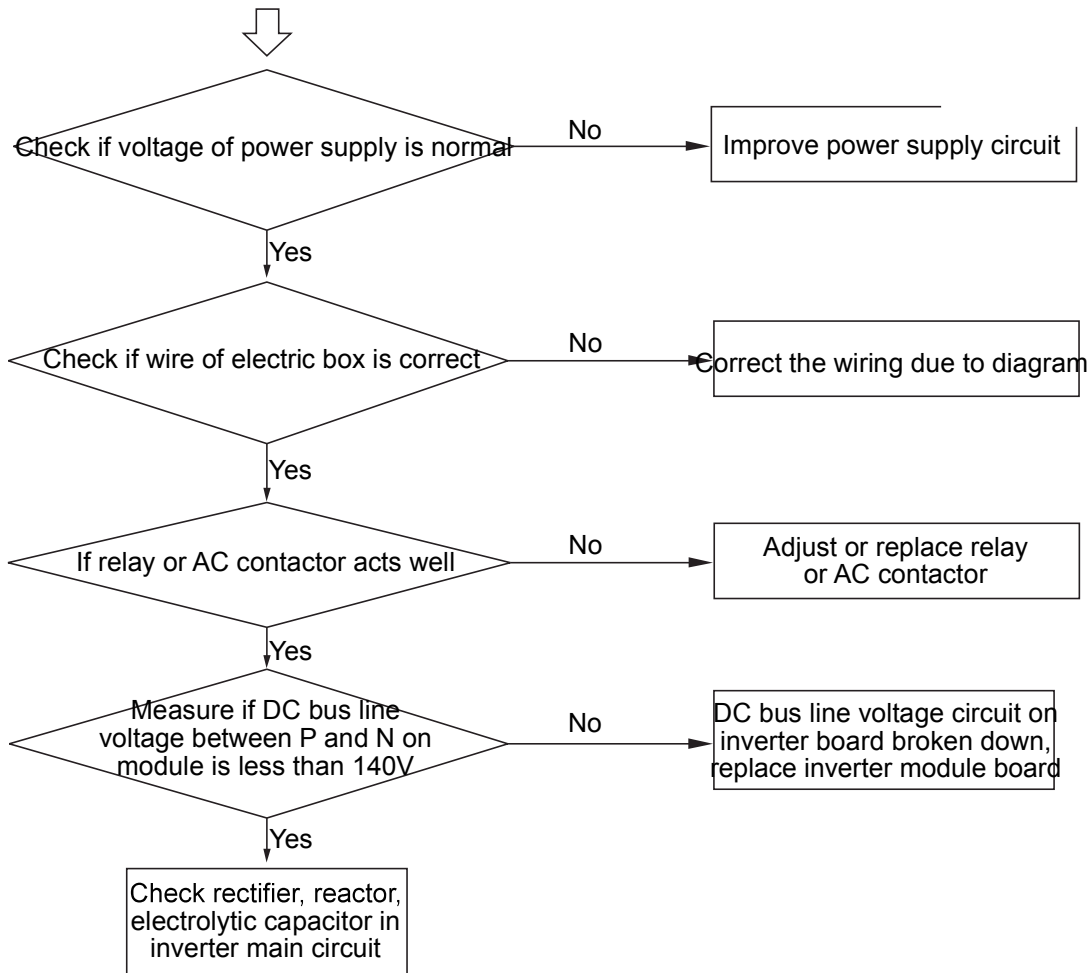 Check if voltage of power supply is normal
No
Improve power supply circuit
Yes
Check if wire of electric box is correct
No
Correct the wiring due to diagram
Yes
If relay or AC contactor acts well
No
Adjust or replace relay
or AC contactor
Yes
Measure if DC bus line
voltage between P and N on
module is less than 140V
No
DC bus line voltage circuit on
inverter board broken down,
replace inverter module board
Yes
Check rectifier, reactor,
electrolytic capacitor in
inverter main circuit